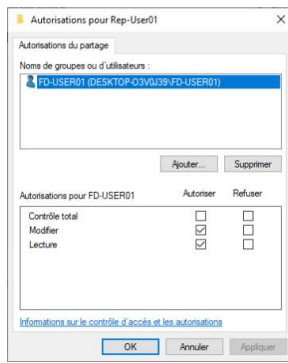 Autorisations pour Rep-User01
Autorisations du partage
Noms de groupes ou d'utilisateurs :
FD-USER01 (DESKTOP-O3V0J39\FD-USER01)
Ajouter...
Supprimer
Autorisations pour FD-USER01 Autoriser Refuser
Contrôle total
Modifier
Lecture
Informations sur le contrôle d'accès et les autorisations
OK
Annuler
Appliquer